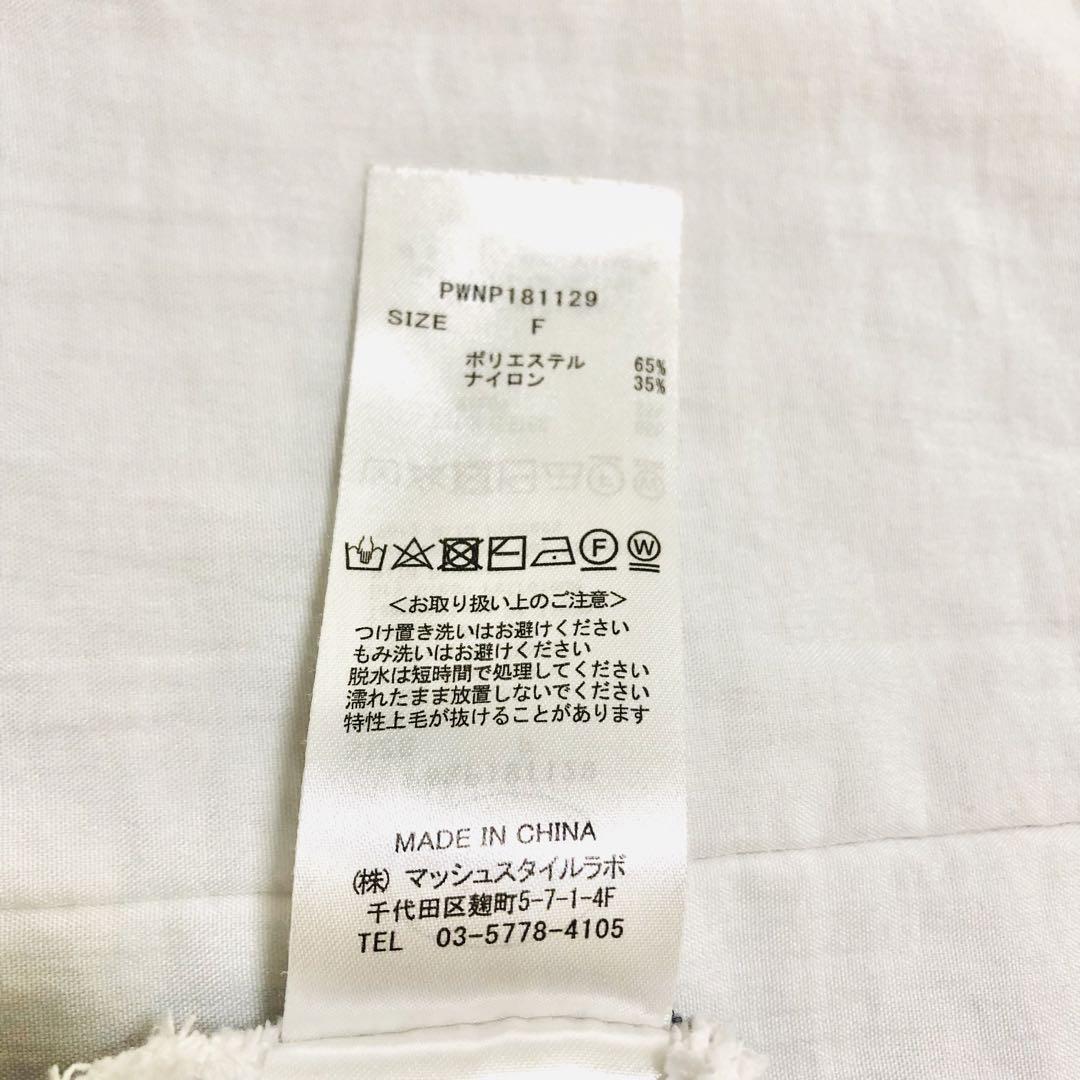 PWNP181129
SIZE F
ポリエステル 65%
ナイロン 35%
F W
＜お取り扱い上のご注意＞
つけ置き洗いはお避けください
もみ洗いはお避けください
脱水は短時間で処理してください
濡れたまま放置しないでください
特性上毛が抜けることがあります
MADE IN CHINA
(株) マッシュスタイルラボ
千代田区麹町5-7-1-4F
TEL 03-5778-4105